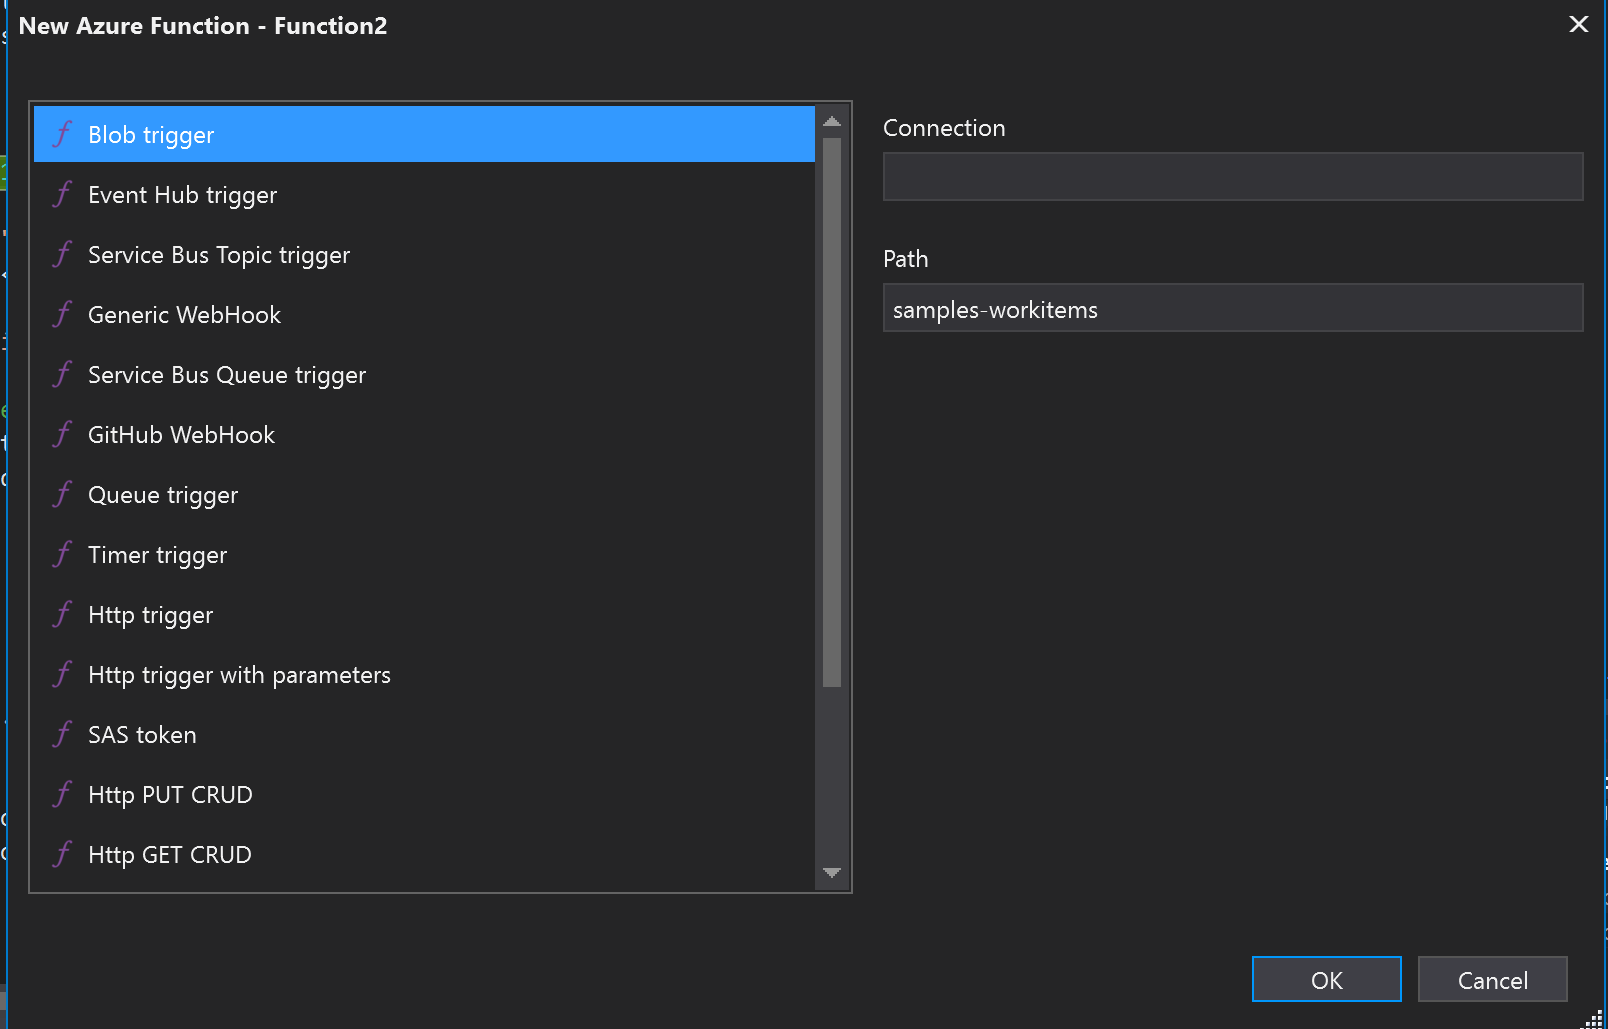 New Azure Function - Function2
Blob trigger
Event Hub trigger
Service Bus Topic trigger
Generic WebHook
Service Bus Queue trigger
GitHub WebHook
Queue trigger
Timer trigger
Http trigger
Http trigger with parameters
SAS token
Http PUT CRUD
Http GET CRUD
Connection
Path
samples-workitems
OK
Cancel